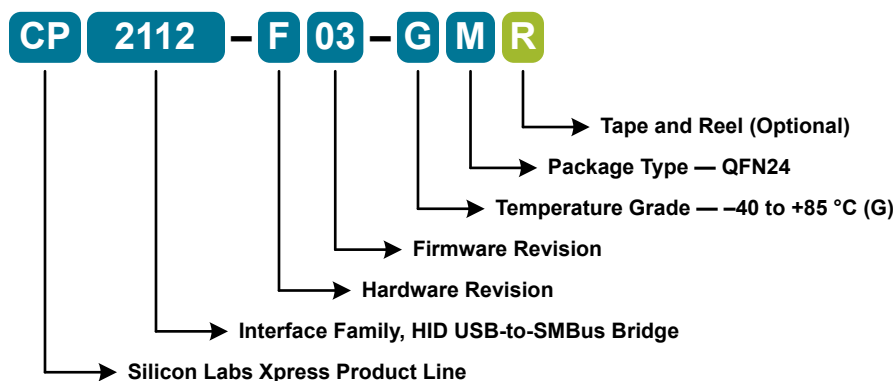 CP 2112 – F 03 – G M R
Tape and Reel (Optional)
Package Type — QFN24
Temperature Grade — –40 to +85 °C (G)
Firmware Revision
Hardware Revision
Interface Family, HID USB-to-SMBus Bridge
Silicon Labs Xpress Product Line